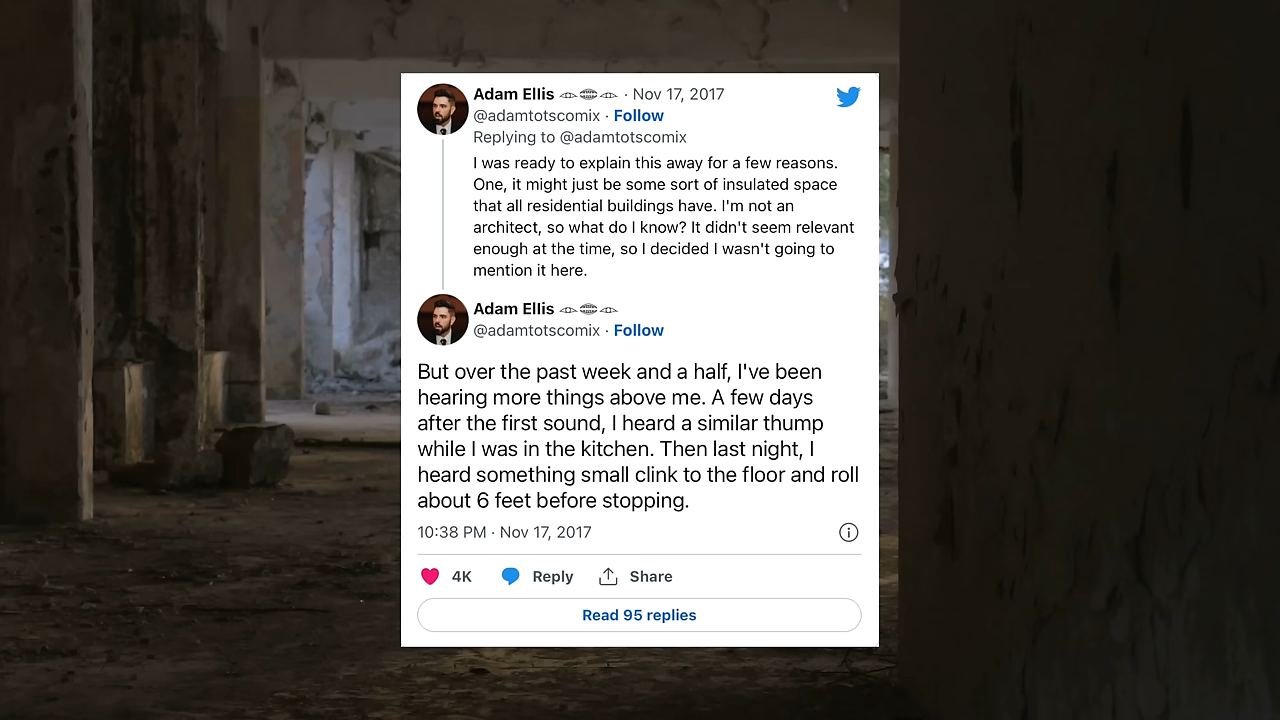 Adam Ellis · Nov 17, 2017
@adamtotscomix · Follow
Replying to @adamtotscomix
I was ready to explain this away for a few reasons.
One, it might just be some sort of insulated space
that all residential buildings have. I'm not an
architect, so what do I know? It didn't seem relevant
enough at the time, so I decided I wasn't going to
mention it here.
Adam Ellis
@adamtotscomix · Follow
But over the past week and a half, I've been
hearing more things above me. A few days
after the first sound, I heard a similar thump
while I was in the kitchen. Then last night, I
heard something small clink to the floor and roll
about 6 feet before stopping.
10:38 PM · Nov 17, 2017
4K Reply Share
Read 95 replies